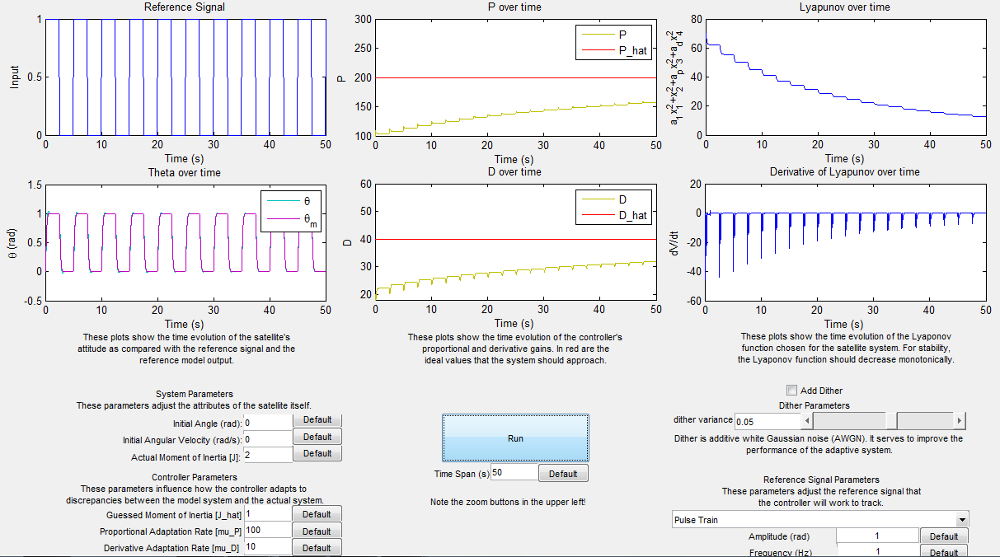 Reference Signal
1
0.5
0
Input
0 10 20 30 40 50
Time (s)
P over time
300
250
200
150
100
P
P
P_hat
0 10 20 30 40 50
Time (s)
Lyapunov over time
80
60
40
20
0
a1 x1^2+x2^2+ap x3^2+ad x4^2
0 10 20 30 40 50
Time (s)
Theta over time
1.5
1
0.5
0
-0.5
θ (rad)
θ
θm
0 10 20 30 40 50
Time (s)
D over time
60
50
40
30
20
D
D
D_hat
0 10 20 30 40 50
Time (s)
Derivative of Lyapunov over time
20
0
-20
-40
-60
dV/dt
0 10 20 30 40 50
Time (s)
These plots show the time evolution of the satellite's
attitude as compared with the reference signal and the
reference model output.
These plots show the time evolution of the controller's
proportional and derivative gains. In red are the
ideal values that the system should approach.
These plots show the time evolution of the Lyaponov
function chosen for the satellite system. For stability,
the Lyaponov function should decrease monotonically.
System Parameters
These parameters adjust the attributes of the satellite itself.
Initial Angle (rad): 0 Default
Initial Angular Velocity (rad/s): 0 Default
Actual Moment of Inertia [J]: 2 Default
Controller Parameters
These parameters influence how the controller adapts to
discrepancies between the model system and the actual system.
Guessed Moment of Inertia [J_hat] 1 Default
Proportional Adaptation Rate [mu_P] 100 Default
Derivative Adaptation Rate [mu_D] 10 Default
Run
Time Span (s) 50 Default
Note the zoom buttons in the upper left!
Add Dither
Dither Parameters
dither variance 0.05
Dither is additive white Gaussian noise (AWGN). It serves to improve the
performance of the adaptive system.
Reference Signal Parameters
These parameters adjust the reference signal that
the controller will work to track.
Pulse Train
Amplitude (rad) 1 Default
Frequency (Hz) 1 Default